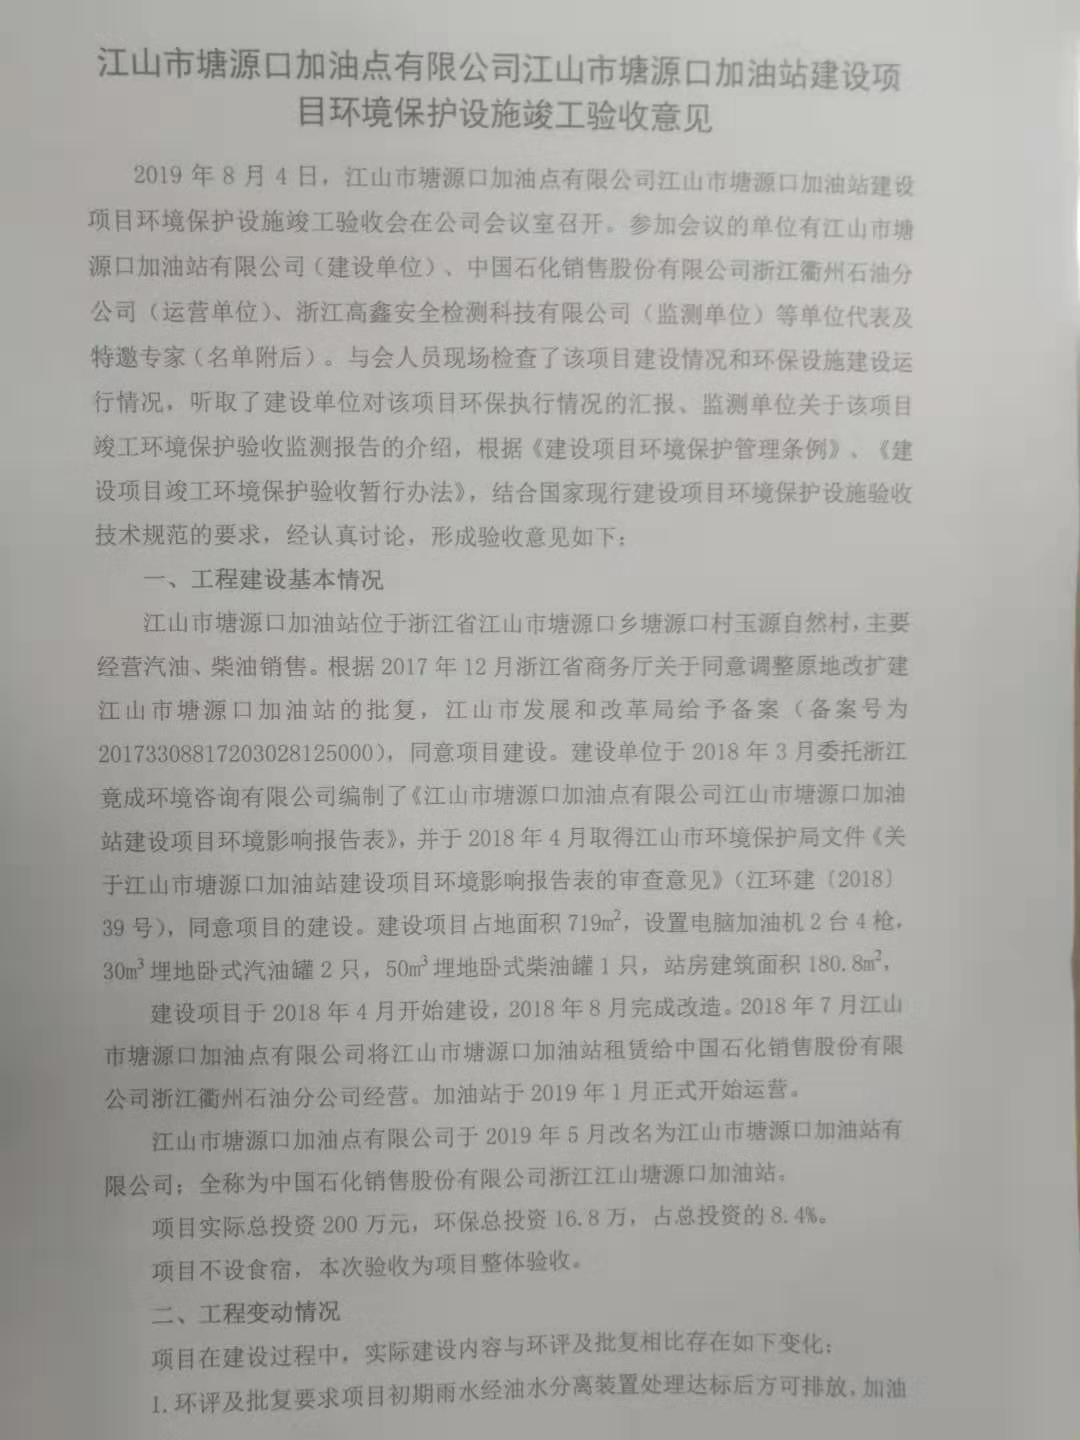 江山市塘源口加油点有限公司江山市塘源口加油站建设项
目环境保护设施竣工验收意见
2019 年 8 月 4 日，江山市塘源口加油点有限公司江山市塘源口加油站建设
项目环境保护设施竣工验收会在公司会议室召开。参加会议的单位有江山市塘
源口加油站有限公司（建设单位）、中国石化销售股份有限公司浙江衢州石油分
公司（运营单位）、浙江高鑫安全检测科技有限公司（监测单位）等单位代表及
特邀专家（名单附后）。与会人员现场检查了该项目建设情况和环保设施建设运
行情况，听取了建设单位对该项目环保执行情况的汇报、监测单位关于该项目
竣工环境保护验收监测报告的介绍，根据《建设项目环境保护管理条例》、《建
设项目竣工环境保护验收暂行办法》，结合国家现行建设项目环境保护设施验收
技术规范的要求，经认真讨论，形成验收意见如下：
一、工程建设基本情况
江山市塘源口加油站位于浙江省江山市塘源口乡塘源口村玉源自然村，主要
经营汽油、柴油销售。根据 2017 年 12 月浙江省商务厅关于同意调整原地改扩建
江山市塘源口加油站的批复，江山市发展和改革局给予备案（备案号为
2017330881720302812​5000），同意项目建设。建设单位于 2018 年 3 月委托浙江
竟成环境咨询有限公司编制了《江山市塘源口加油点有限公司江山市塘源口加油
站建设项目环境影响报告表》，并于 2018 年 4 月取得江山市环境保护局文件《关
于江山市塘源口加油站建设项目环境影响报告表的审查意见》（江环建〔2018〕
39 号），同意项目的建设。建设项目占地面积 719m²，设置电脑加油机 2 台 4 枪，
30m³ 埋地卧式汽油罐 2 只，50m³ 埋地卧式柴油罐 1 只，站房建筑面积 180.8m²，
建设项目于 2018 年 4 月开始建设，2018 年 8 月完成改造。2018 年 7 月江山
市塘源口加油点有限公司将江山市塘源口加油站租赁给中国石化销售股份有限
公司浙江衢州石油分公司经营。加油站于 2019 年 1 月正式开始运营。
江山市塘源口加油点有限公司于 2019 年 5 月改名为江山市塘源口加油站有
限公司；全称为中国石化销售股份有限公司浙江江山塘源口加油站。
项目实际总投资 200 万元，环保总投资 16.8 万，占总投资的 8.4%。
项目不设食宿，本次验收为项目整体验收。
二、工程变动情况
项目在建设过程中，实际建设内容与环评及批复相比存在如下变化：
1.环评及批复要求项目初期雨水经油水分离装置处理达标后方可排放，加油